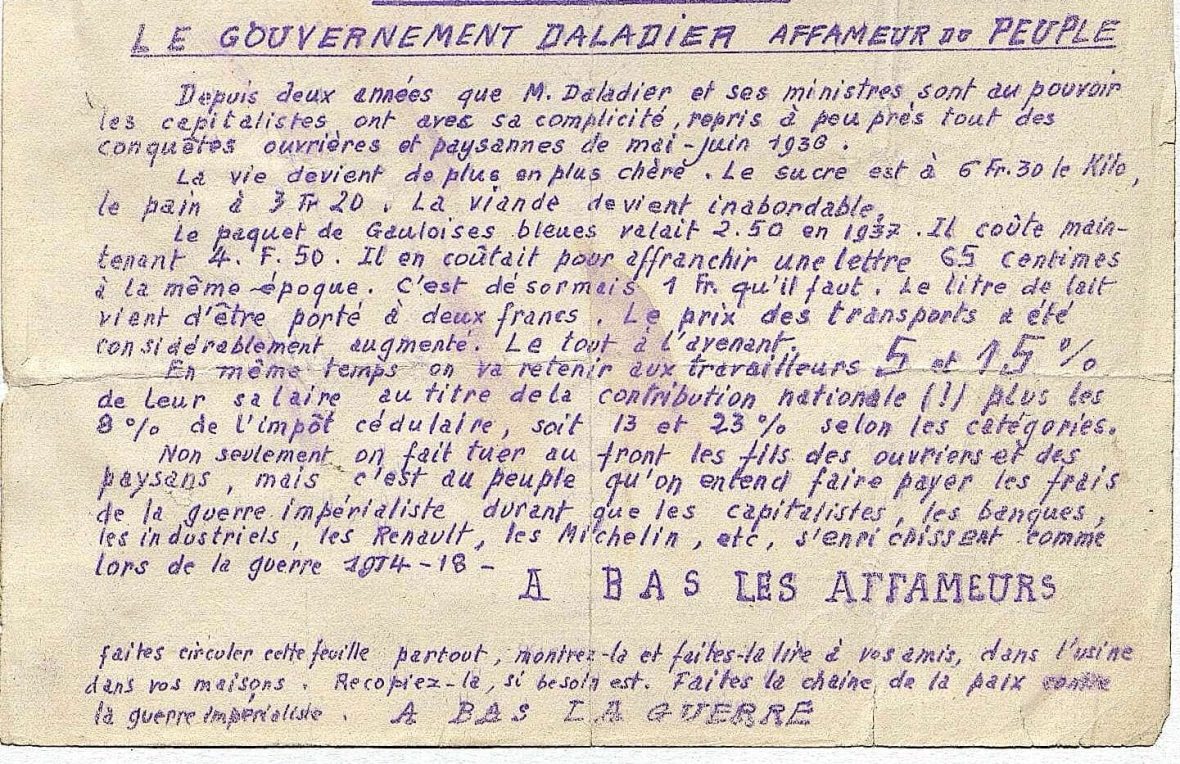 LE GOUVERNEMENT DALADIER AFFAMEUR DU PEUPLE
Depuis deux années que M. Daladier et ses ministres sont au pouvoir
les capitalistes ont avec sa complicité, repris à peu près tout des
conquêtes ouvrières et paysannes de mai-juin 1936.
La vie devient de plus en plus chère. Le sucre est à 6 Fr.30 le Kilo,
le pain à 3 Fr 20. La viande devient inabordable.
Le paquet de Gauloises bleues valait 2.50 en 1937. Il coûte main-
tenant 4. F. 50. Il en coûtait pour affranchir une lettre 65 centimes
à la même époque. C'est désormais 1 Fr. qu'il faut. Le litre de lait
vient d'être porté à deux francs. Le prix des transports a été
considérablement augmenté. Le tout à l'avenant.
En même temps on va retenir aux travailleurs 5 et 15 %
de leur salaire au titre de la contribution nationale (!) plus les
8 % de l'impôt cédulaire, soit 13 et 23 % selon les catégories.
Non seulement on fait tuer au front les fils des ouvriers et des
paysans, mais c'est au peuple qu'on entend faire payer les frais
de la guerre impérialiste durant que les capitalistes, les banques,
les industriels, les Renault, les Michelin, etc, s'enrichissent comme
lors de la guerre 1914-18 -
A BAS LES AFFAMEURS
faites circuler cette feuille partout, montrez-la et faites-la lire à vos amis, dans l'usine
dans vos maisons. Recopiez-la, si besoin est. Faites la chaine de la paix contre
la guerre impérialiste. A BAS LA GUERRE